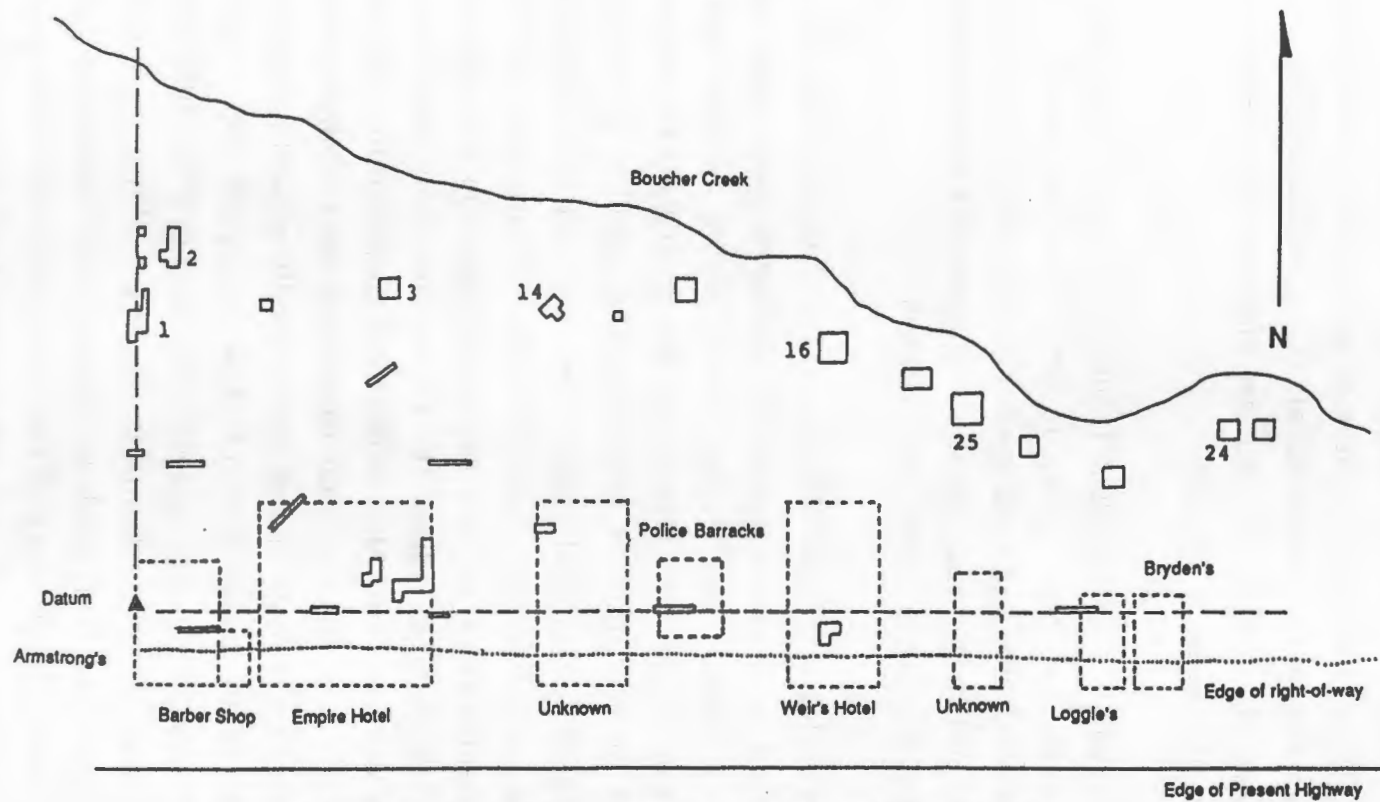 Boucher Creek
N
2
1
3
14
16
25
24
Police Barracks
Bryden's
Datum
Armstrong's
Barber Shop
Empire Hotel
Unknown
Weir's Hotel
Unknown
Loggie's
Edge of right-of-way
Edge of Present Highway